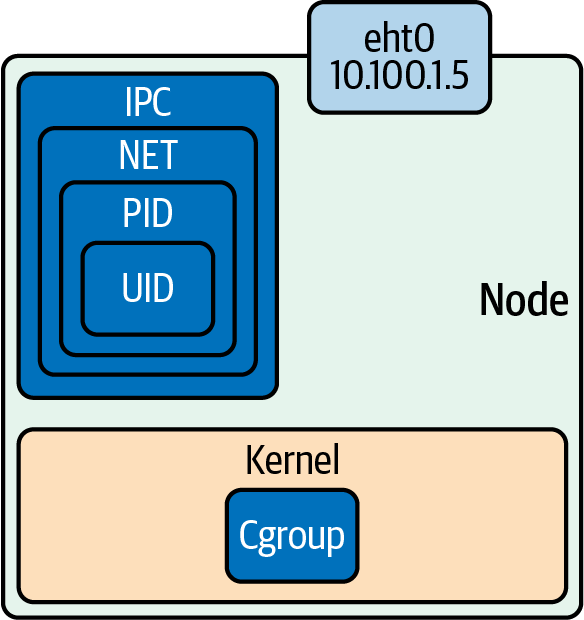 eht0
10.100.1.5
IPC
NET
PID
UID
Node
Kernel
Cgroup